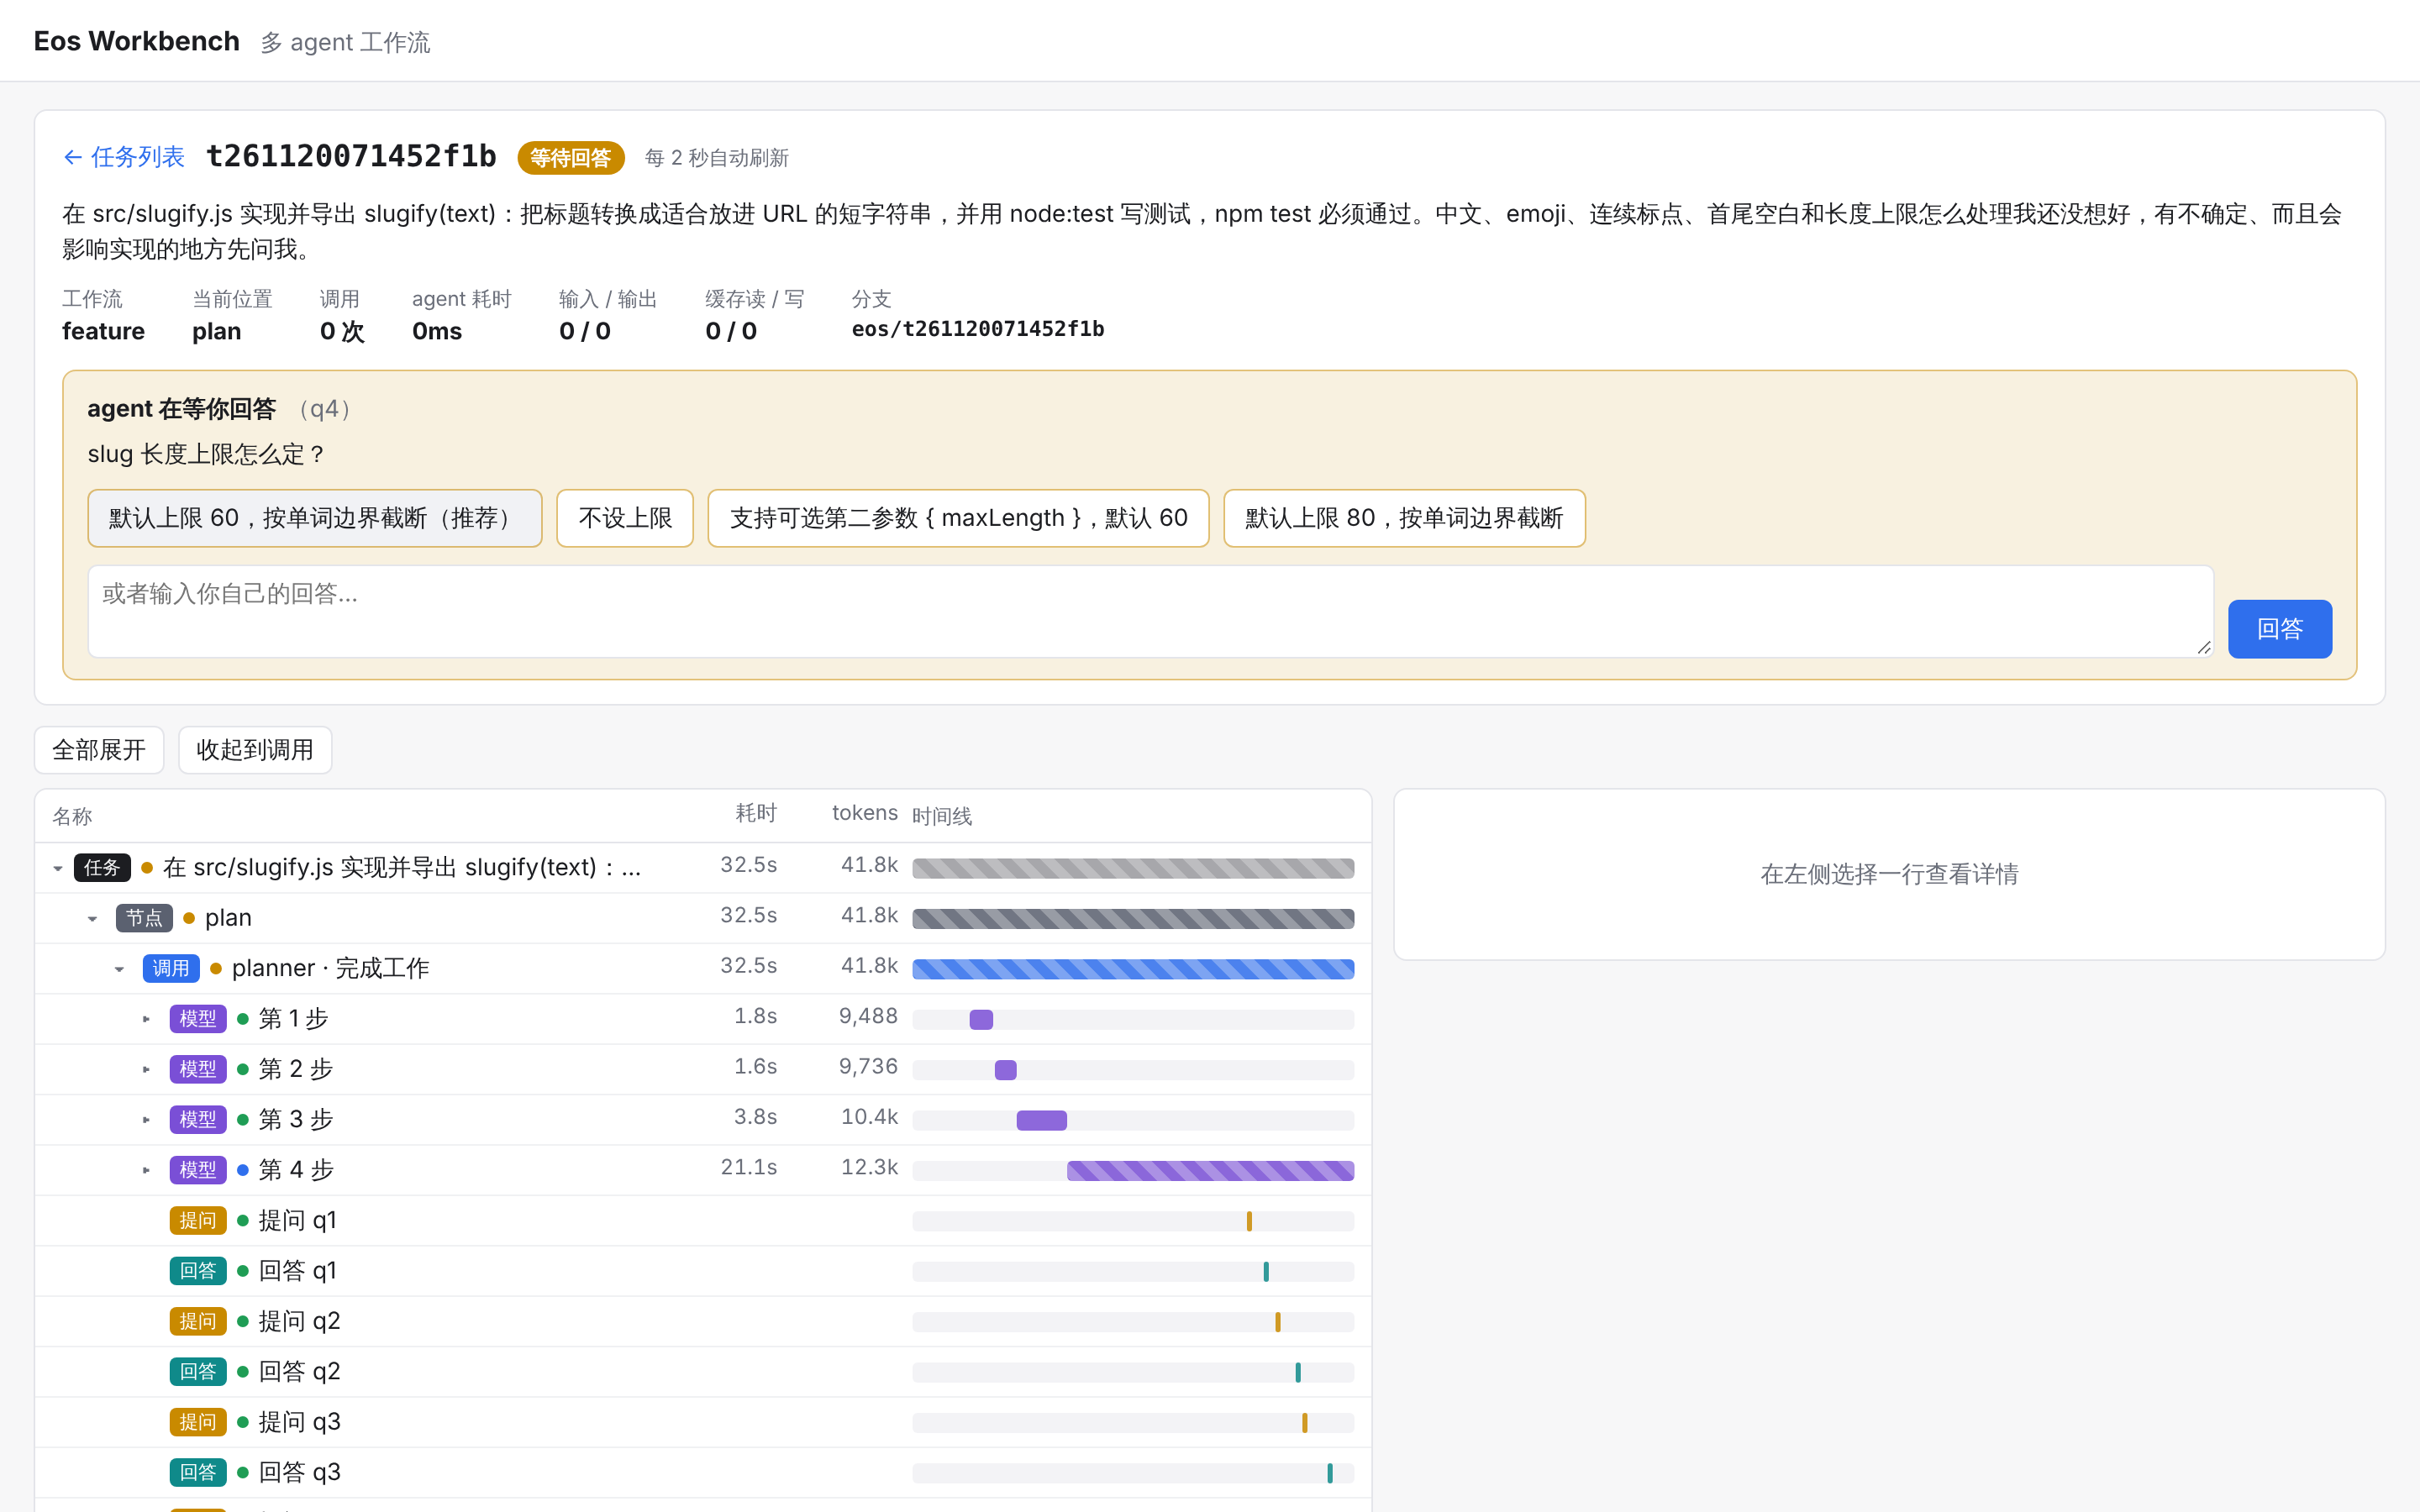 Eos Workbench 多 agent 工作流
← 任务列表 t261120071452f1b 等待回答 每 2 秒自动刷新
在 src/slugify.js 实现并导出 slugify(text)：把标题转换成适合放进 URL 的短字符串，并用 node:test 写测试，npm test 必须通过。中文、emoji、连续标点、首尾空白和长度上限怎么处理我还没想好，有不确定、而且会
影响实现的地方先问我。
工作流 当前位置 调用 agent 耗时 输入 / 输出 缓存读 / 写 分支
feature plan 0 次 0ms 0 / 0 0 / 0 eos/t261120071452f1b
agent 在等你回答 （q4）
slug 长度上限怎么定？
默认上限 60，按单词边界截断（推荐） 不设上限 支持可选第二参数 { maxLength }，默认 60 默认上限 80，按单词边界截断
或者输入你自己的回答...
回答
全部展开 收起到调用
名称 耗时 tokens 时间线
任务 在 src/slugify.js 实现并导出 slugify(text)：... 32.5s 41.8k
在左侧选择一行查看详情
节点 plan 32.5s 41.8k
调用 planner · 完成工作 32.5s 41.8k
模型 第 1 步 1.8s 9,488
模型 第 2 步 1.6s 9,736
模型 第 3 步 3.8s 10.4k
模型 第 4 步 21.1s 12.3k
提问 提问 q1
回答 回答 q1
提问 提问 q2
回答 回答 q2
提问 提问 q3
回答 回答 q3